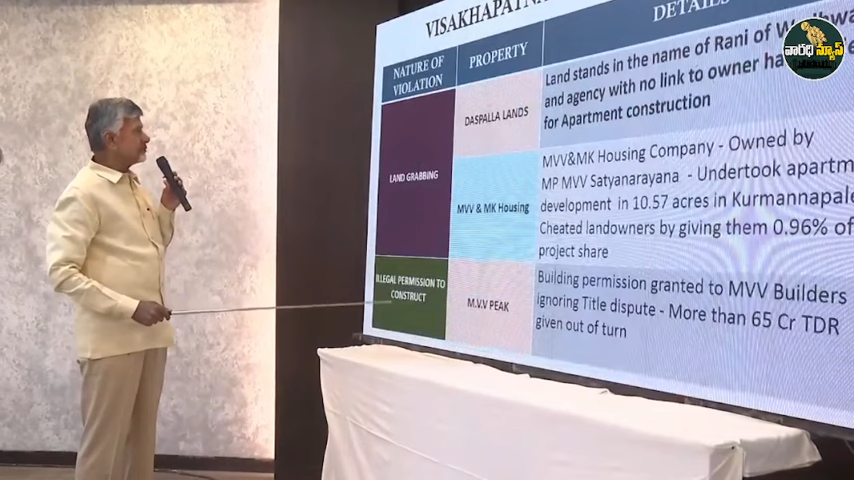 VISAKHAPATNA
DETAILS
NATURE OF
VIOLATION
PROPERTY
వారధి న్యూస్
LAND GRABBING
DASPALLA LANDS
Land stands in the name of Rani of
and agency with no link to owner
for Apartment construction
MVV & MK Housing
MVV&MK Housing Company - Owned by
MP MVV Satyanarayana - Undertook apartm
development in 10.57 acres in Kurmannapale
Cheated landowners by giving them 0.96% of
project share
ILLEGAL PERMISSION TO
CONSTRUCT
M.V.V PEAK
Building permission granted to MVV Builders
ignoring Title dispute - More than 65 Cr TDR
given out of turn